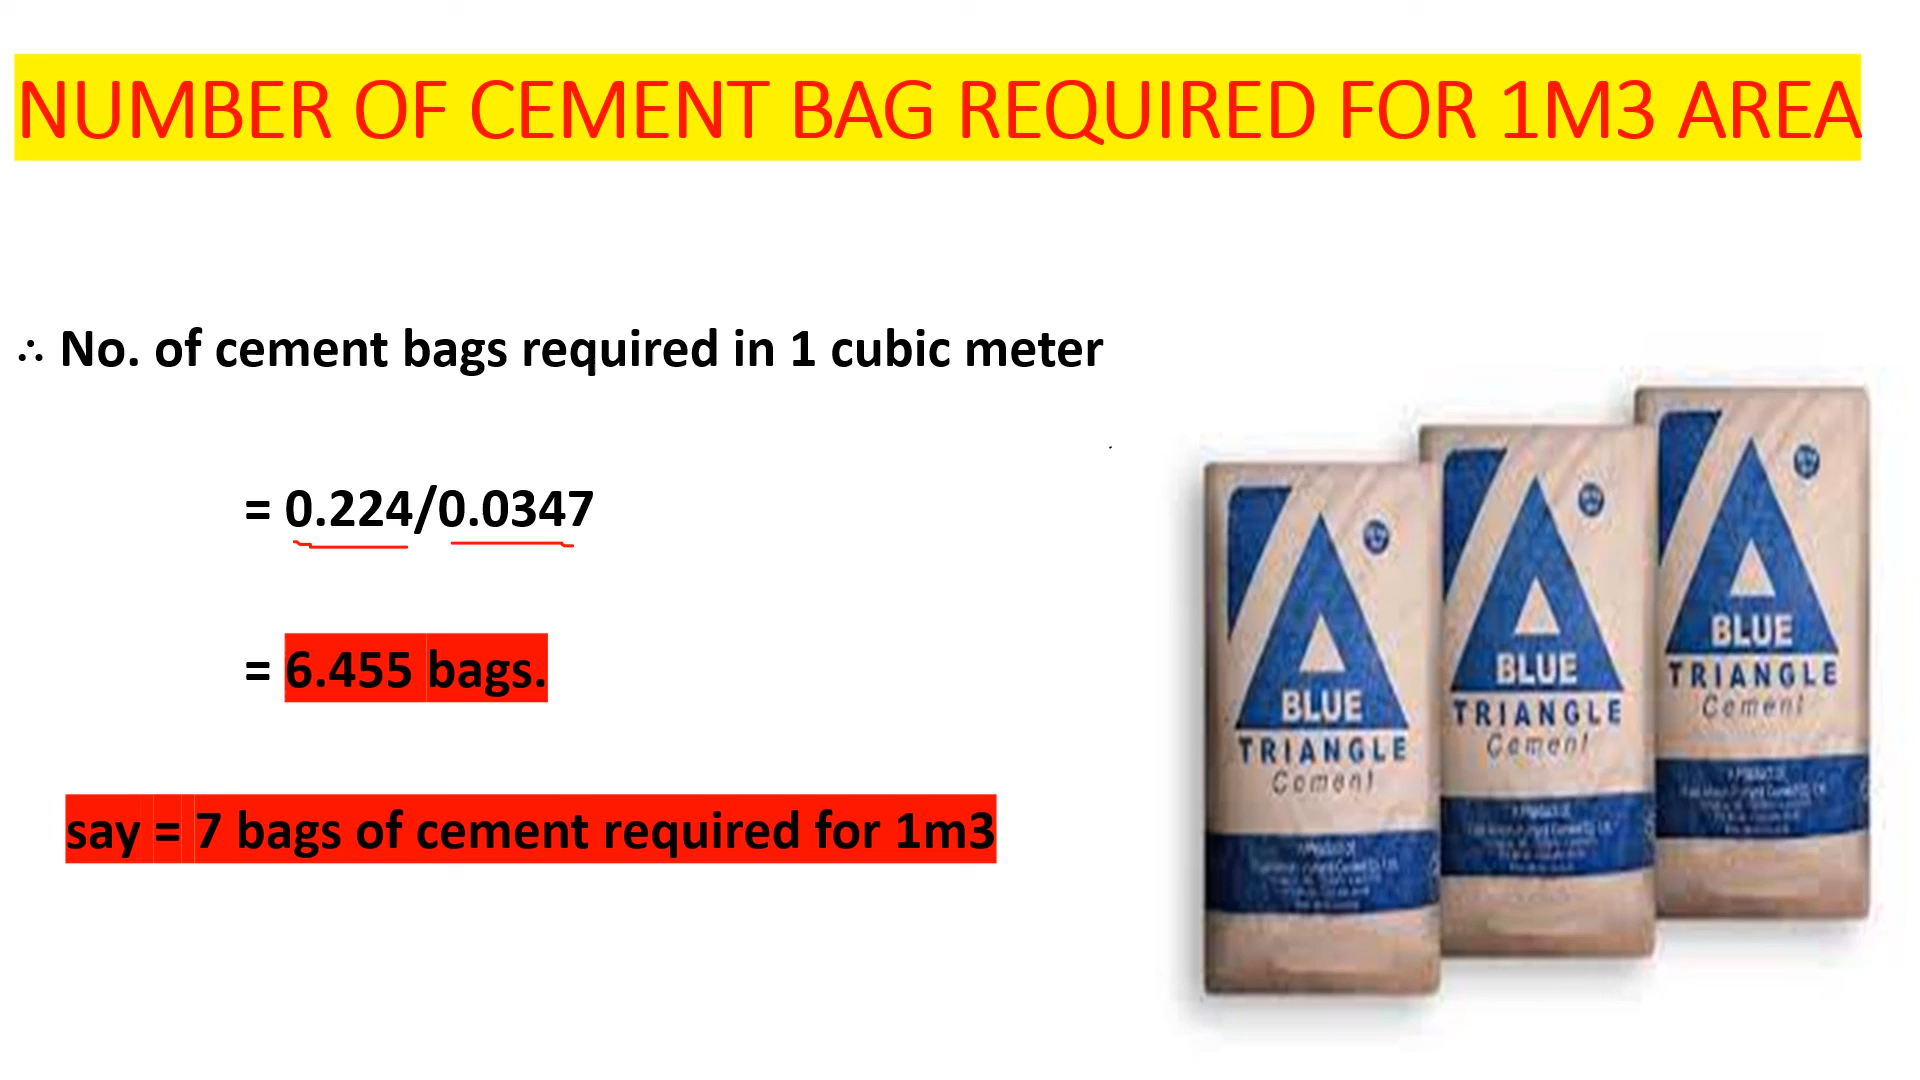 NUMBER OF CEMENT BAG REQUIRED FOR 1M3 AREA
∴ No. of cement bags required in 1 cubic meter
= 0.224/0.0347
= 6.455 bags.
say = 7 bags of cement required for 1m3
BLUE
TRIANGLE
Cement
BLUE
TRIANGLE
Cement
BLUE
TRIANGLE
Cement